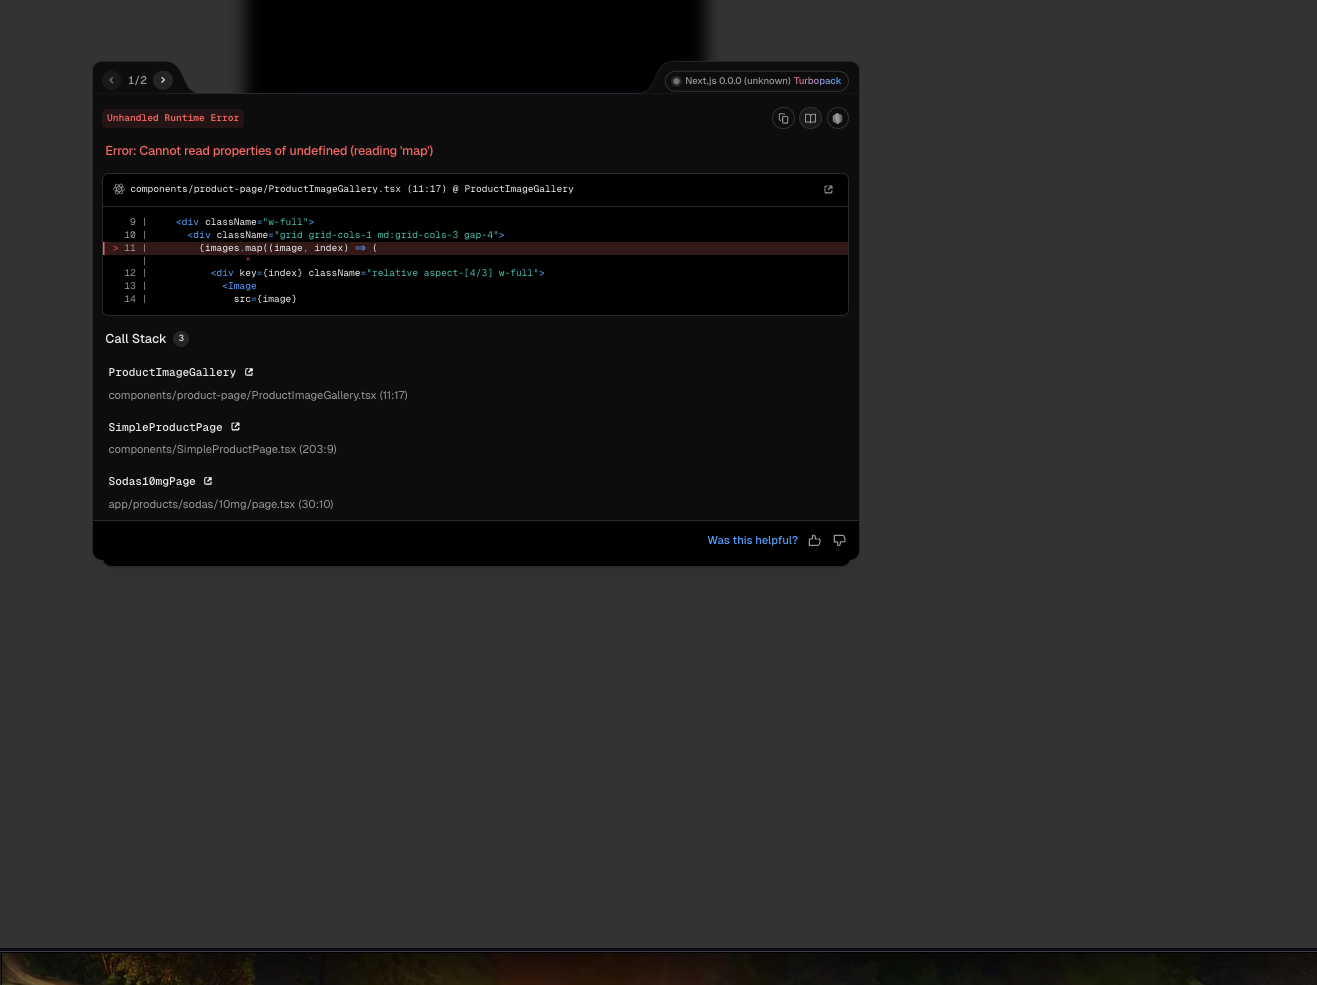 1/2
Next.js 0.0.0 (unknown) Turbopack
Unhandled Runtime Error
Error: Cannot read properties of undefined (reading 'map')
components/product-page/ProductImageGallery.tsx (11:17) @ ProductImageGallery
9 | <div className="w-full">
10 | <div className="grid grid-cols-1 md:grid-cols-3 gap-4">
> 11 | {images.map((image, index) => (
| ^
12 | <div key={index} className="relative aspect-[4/3] w-full">
13 | <Image
14 | src={image}
Call Stack 3
ProductImageGallery
components/product-page/ProductImageGallery.tsx (11:17)
SimpleProductPage
components/SimpleProductPage.tsx (203:9)
Sodas10mgPage
app/products/sodas/10mg/page.tsx (30:10)
Was this helpful?